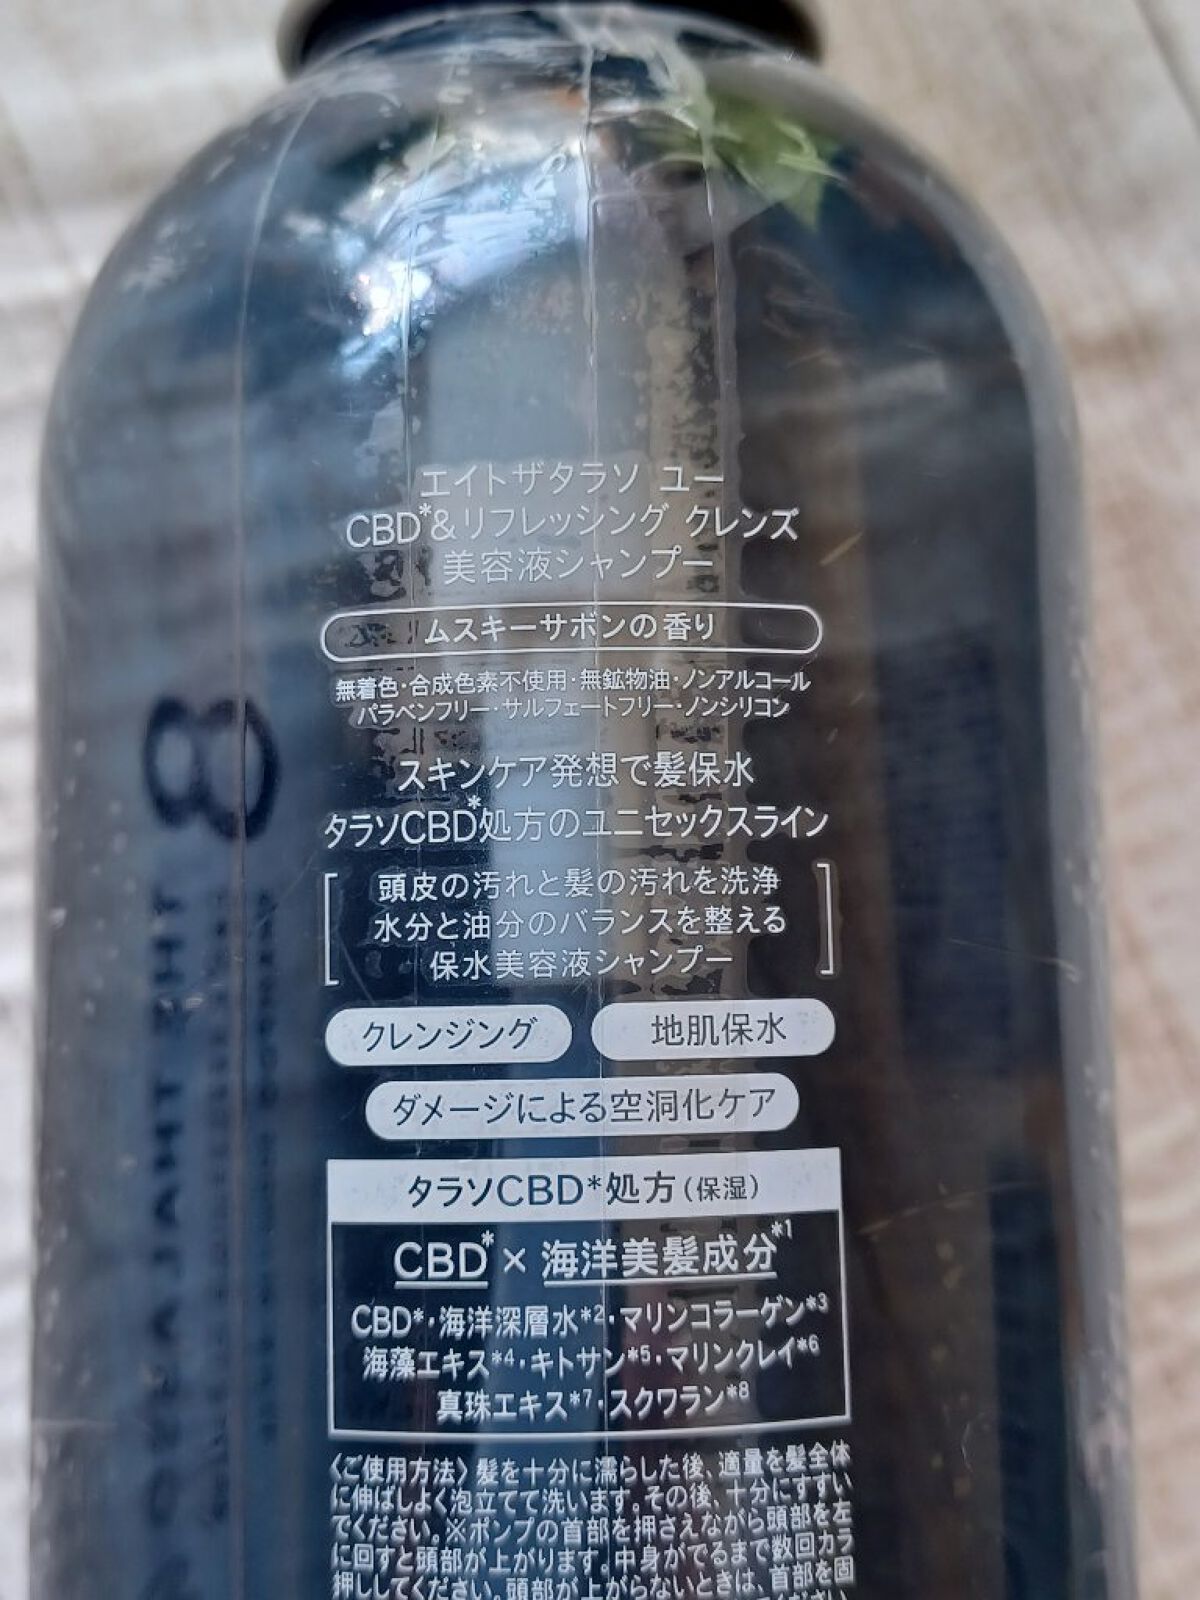 エイトザタラソ ユー
CBD*&リフレッシング クレンズ
美容液シャンプー
ムスキーサボンの香り
無着色・合成色素不使用・無鉱物油・ノンアルコール
パラベンフリー・サルフェートフリー・ノンシリコン
スキンケア発想で髪保水
タラソCBD*処方のユニセックスライン
頭皮の汚れと髪の汚れを洗浄
水分と油分のバランスを整える
保水美容液シャンプー
クレンジング 地肌保水
ダメージによる空洞化ケア
タラソCBD*処方(保湿)
CBD*×海洋美髪成分*1
CBD*・海洋深層水*2・マリンコラーゲン*3
海藻エキス*4・キトサン*5・マリンクレイ*6
真珠エキス*7・スクワラン*8
〈ご使用方法〉髪を十分に濡らした後、適量を髪全体
に伸ばしよく泡立てて洗います。その後、十分にすすい
でください。※ポンプの首部を押さえながら頭部を左
に回すと頭部が上がります。中身がでるまで数回カラ
押ししてください。頭部が上がらないときは、首部を固